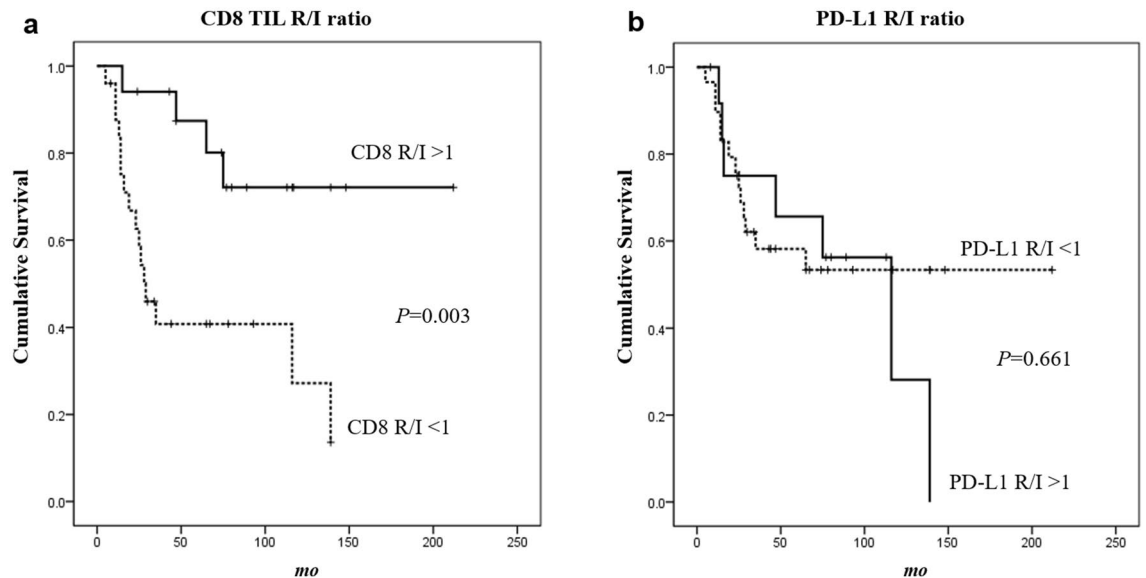 a
CD8 TIL R/I ratio
Cumulative Survival
1.0
0.8
0.6
0.4
0.2
0.0
CD8 R/I >1
P=0.003
CD8 R/I <1
0 50 100 150 200 250
mo
b
PD-L1 R/I ratio
Cumulative Survival
1.0
0.8
0.6
0.4
0.2
0.0
PD-L1 R/I <1
P=0.661
PD-L1 R/I >1
0 50 100 150 200 250
mo